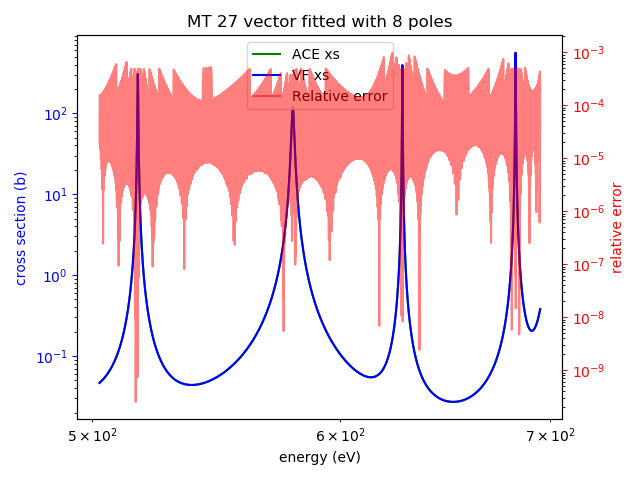 MT 27 vector fitted with 8 poles
ACE xs
VF xs
Relative error
cross section (b)
10²
10¹
10⁰
10⁻¹
10⁻³
10⁻⁴
10⁻⁵
10⁻⁶
10⁻⁷
10⁻⁸
10⁻⁹
relative error
5 × 10²
6 × 10²
7 × 10²
energy (eV)